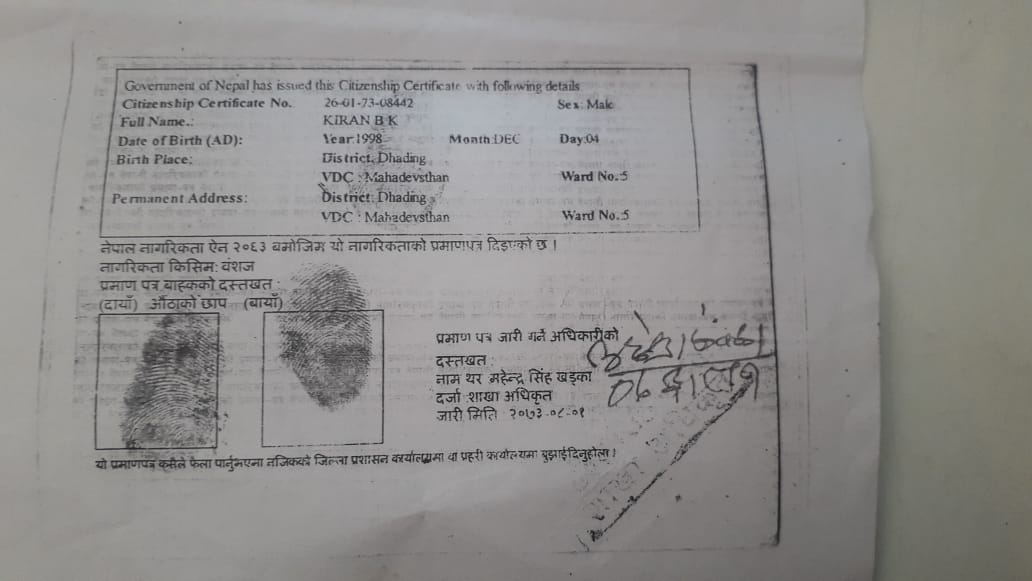 Government of Nepal has issued this Citizenship Certificate with following details
Citizenship Certificate No. 26-01-73-08442 Sex: Male
Full Name.: KIRAN B K
Date of Birth (AD): Year:1998 Month:DEC Day:04
Birth Place: District: Dhading
VDC : Mahadevsthan Ward No.:5
Permanent Address: District: Dhading
VDC : Mahadevsthan Ward No.:5
नेपाल नागरिकता ऐन २०६३ बमोजिम यो नागरिकताको प्रमाणपत्र दिइएको छ ।
नागरिकता किसिम: वंशज
प्रमाण पत्र बाहकको दस्तखत :
(दायाँ) औंठाको छाप (बायाँ)
प्रमाण पत्र जारी गर्ने अधिकारीको
दस्तखत :
नाम थर महेन्द्र सिंह खड्का
दर्जा :शाखा अधिकृत
जारी मिति : २०७३-०८-०१
यो प्रमाणपत्र कसैले फेला पार्नुभएमा नजिकको जिल्ला प्रशासन कार्यालयमा वा प्रहरी कार्यालयमा बुझाईदिनुहोला ।